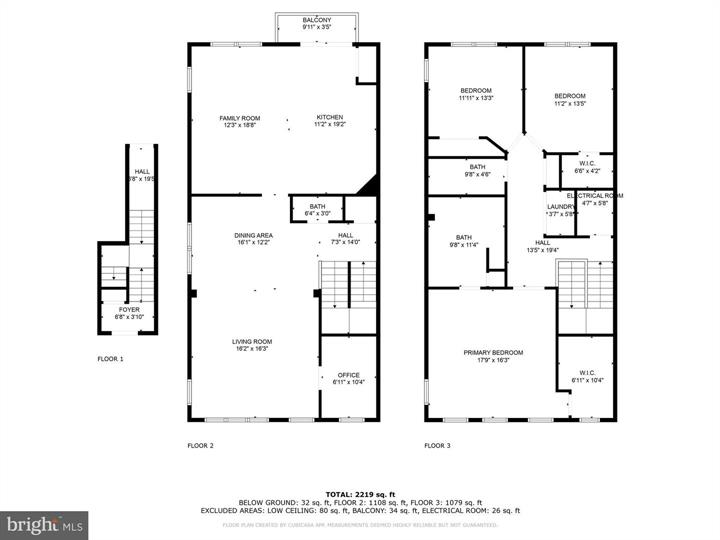 BALCONY
9'11" x 3'5"
FAMILY ROOM
12'3" x 18'8"
KITCHEN
11'2" x 19'2"
BATH
6'4" x 3'0"
DINING AREA
16'1" x 12'2"
HALL
7'3" x 14'0"
LIVING ROOM
16'2" x 16'3"
OFFICE
6'11" x 10'4"
FLOOR 2
HALL
3'8" x 19'5
FOYER
6'8" x 3'10"
FLOOR 1
BEDROOM
11'11" x 13'3"
BEDROOM
11'2" x 13'5"
BATH
9'8" x 4'6"
W.I.C.
6'6" x 4'2"
ELECTRICAL ROOM
4'7" x 5'8"
LAUNDRY
3'7" x 5'8"
BATH
9'8" x 11'4"
HALL
13'5" x 19'4"
PRIMARY BEDROOM
17'9" x 16'3"
W.I.C.
6'11" x 10'4"
FLOOR 3
TOTAL: 2219 sq. ft
BELOW GROUND: 32 sq. ft, FLOOR 2: 1108 sq. ft, FLOOR 3: 1079 sq. ft
EXCLUDED AREAS: LOW CEILING: 80 sq. ft, BALCONY: 34 sq. ft, ELECTRICAL ROOM: 26 sq. ft
FLOOR PLAN CREATED BY CUBICASA APP. MEASUREMENTS DEEMED HIGHLY RELIABLE BUT NOT GUARANTEED.
bright MLS